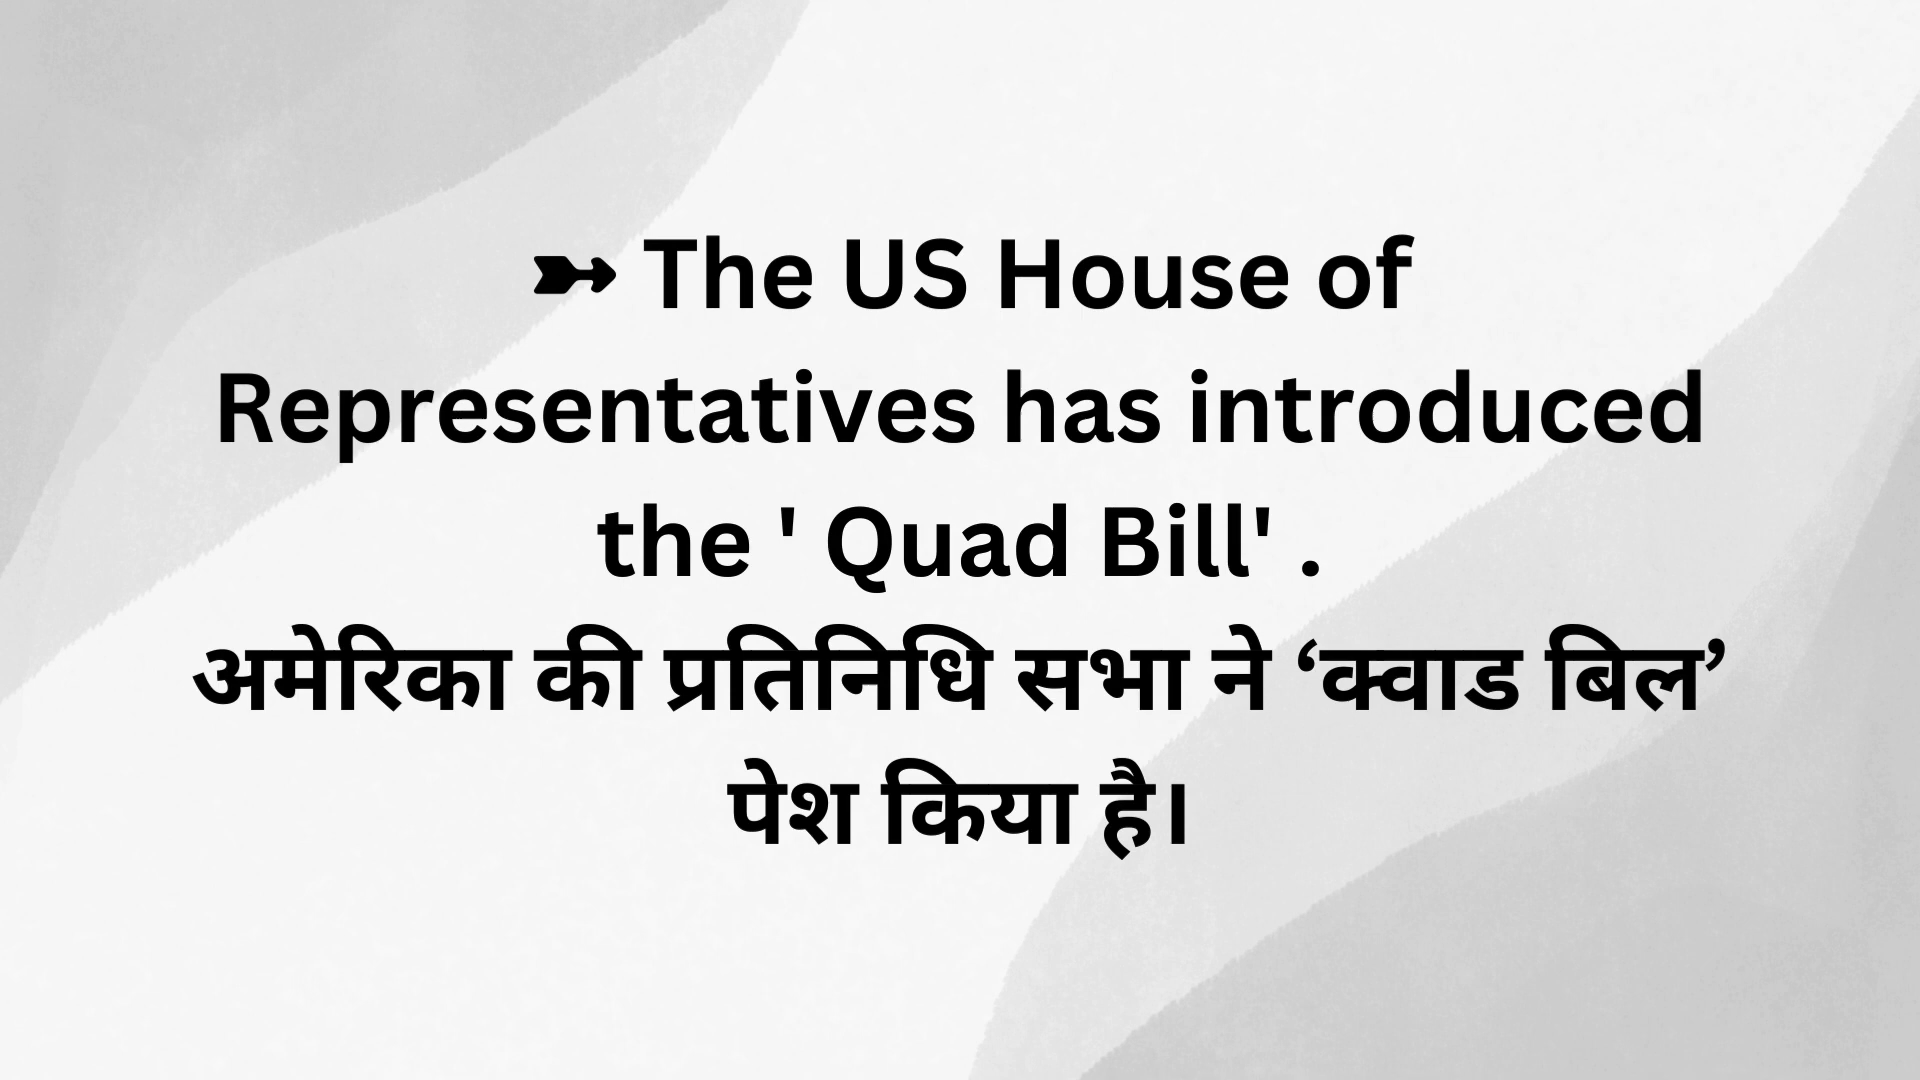 ➳ The US House of
Representatives has introduced
the ' Quad Bill' .
अमेरिका की प्रतिनिधि सभा ने ‘क्वाड बिल’
पेश किया है।